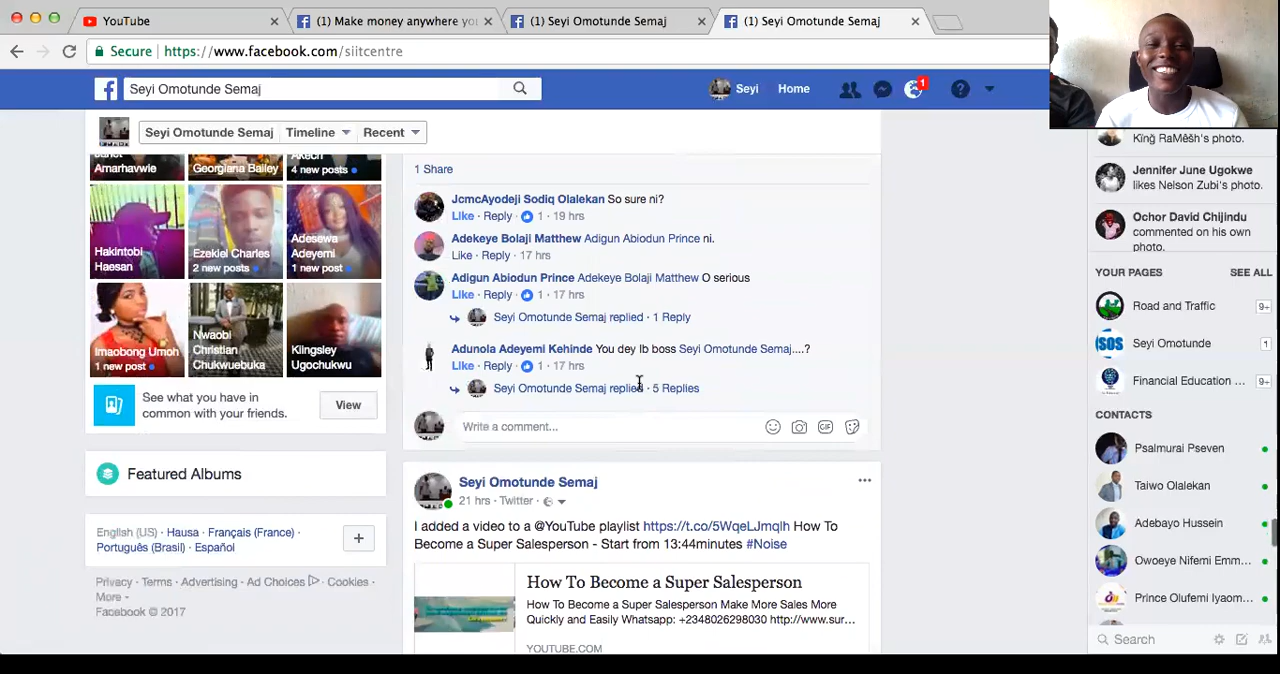 YouTube
(1) Make money anywhere yo
(1) Seyi Omotunde Semaj
(1) Seyi Omotunde Semaj
Secure
https://www.facebook.com/siitcentre
Seyi Omotunde Semaj
Seyi
Home
1
Seyi Omotunde Semaj
Timeline
Recent
Amarhavwie
Georgiana Bailey
Akech
4 new posts
Hakintobi
Haesan
Ezekiel Charles
2 new posts
Adesewa
Adeyemi
1 new post
Imaobong Umoh
1 new post
Nwaobi
Christian
Chukwuebuka
Kiingsley
Ugochukwu
See what you have in
common with your friends.
View
Featured Albums
English (US) · Hausa · Français (France) ·
Português (Brasil) · Español
+
Privacy · Terms · Advertising · Ad Choices · Cookies ·
More
Facebook © 2017
1 Share
JcmcAyodeji Sodiq Olalekan So sure ni?
Like · Reply · 1 · 19 hrs
Adekeye Bolaji Matthew Adigun Abiodun Prince ni.
Like · Reply · 17 hrs
Adigun Abiodun Prince Adekeye Bolaji Matthew O serious
Like · Reply · 1 · 17 hrs
Seyi Omotunde Semaj replied · 1 Reply
Adunola Adeyemi Kehinde You dey Ib boss Seyi Omotunde Semaj....?
Like · Reply · 1 · 17 hrs
Seyi Omotunde Semaj replied · 5 Replies
Write a comment...
GIF
Seyi Omotunde Semaj
21 hrs · Twitter ·
I added a video to a @YouTube playlist https://t.co/5WqeLJmqlh How To
Become a Super Salesperson - Start from 13:44minutes #Noise
How To Become a Super Salesperson
How To Become a Super Salesperson Make More Sales More
Quickly and Easily Whatsapp: +2348026298030 http://www.sur...
YOUTUBE.COM
King RaMêsh's photo.
Jennifer June Ugokwe
likes Nelson Zubi's photo.
Ochor David Chijindu
commented on his own
photo.
YOUR PAGES
SEE ALL
Road and Traffic
9+
Seyi Omotunde
1
Financial Education ...
9+
CONTACTS
Psalmurai Pseven
Taiwo Olalekan
Adebayo Hussein
Owoeye Nifemi Emm...
Prince Olufemi Iyaom...
Search